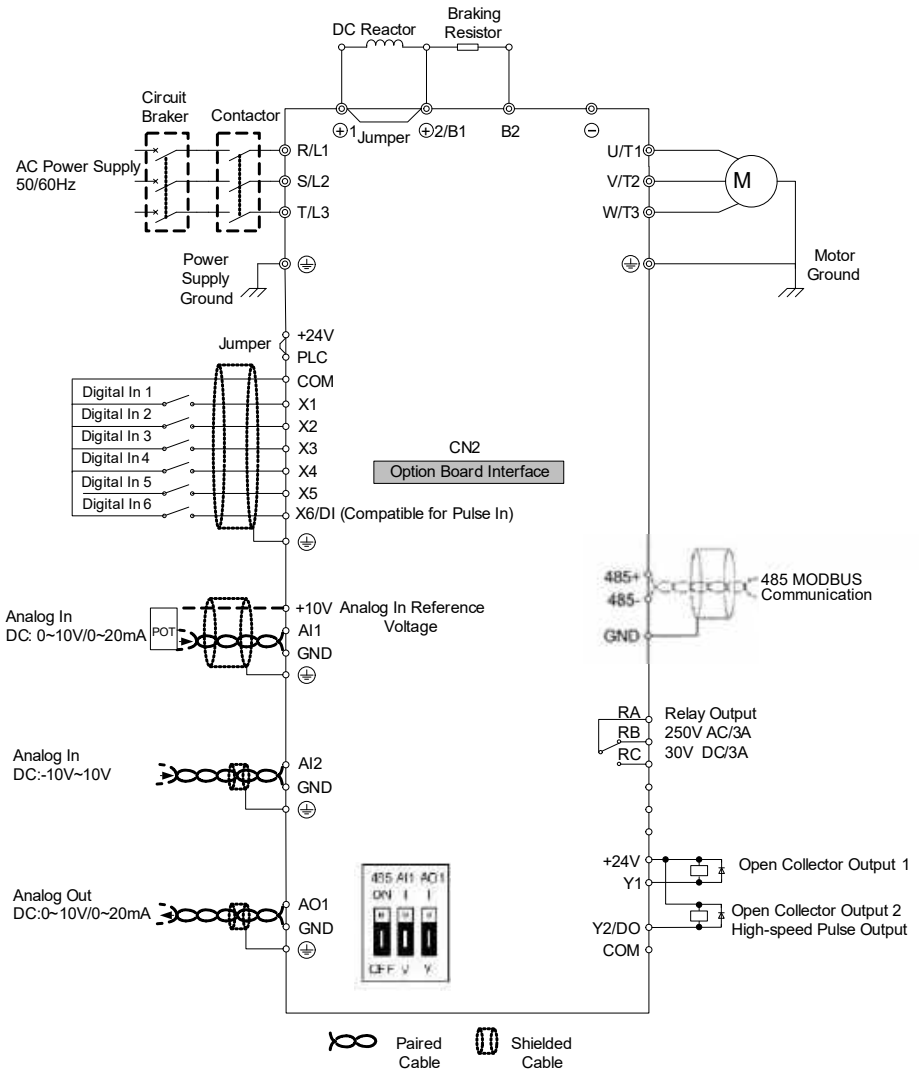 DC Reactor
Braking
Resistor
Circuit
Braker
Contactor
⊕1
Jumper
⊕2/B1
B2
⊖
AC Power Supply
50/60Hz
R/L1
S/L2
T/L3
U/T1
V/T2
W/T3
M
Power
Supply
Ground
Motor
Ground
Jumper
+24V
PLC
COM
Digital In 1
X1
Digital In 2
X2
Digital In 3
X3
Digital In 4
X4
Digital In 5
X5
Digital In 6
X6/DI (Compatible for Pulse In)
CN2
Option Board Interface
485+
485-
GND
485 MODBUS
Communication
Analog In
DC: 0~10V/0~20mA
POT
+10V Analog In Reference
Voltage
AI1
GND
RA
RB
RC
Relay Output
250V AC/3A
30V DC/3A
Analog In
DC:-10V~10V
AI2
GND
+24V
Y1
Open Collector Output 1
Y2/DO
COM
Open Collector Output 2
High-speed Pulse Output
Analog Out
DC:0~10V/0~20mA
AO1
GND
485 AI1 AO1
ON I I
OFF V V
Paired
Cable
Shielded
Cable